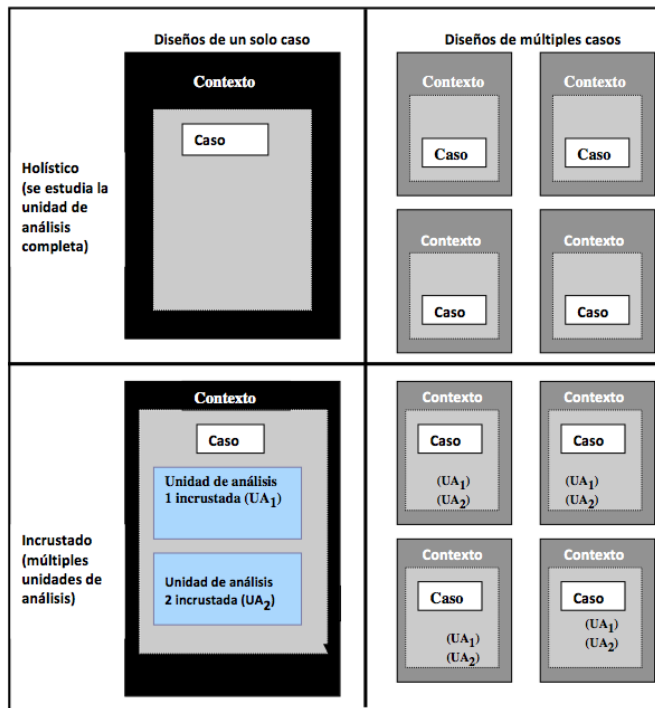 Diseños de un solo caso
Diseños de múltiples casos
Holístico
(se estudia la
unidad de
análisis
completa)
Contexto
Caso
Contexto
Caso
Contexto
Caso
Contexto
Caso
Contexto
Caso
Incrustado
(múltiples
unidades de
análisis)
Contexto
Caso
Unidad de análisis
1 incrustada (UA1)
Unidad de análisis
2 incrustada (UA2)
Contexto
Caso
(UA1)
(UA2)
Contexto
Caso
(UA1)
(UA2)
Contexto
Caso
(UA1)
(UA2)
Contexto
Caso
(UA1)
(UA2)